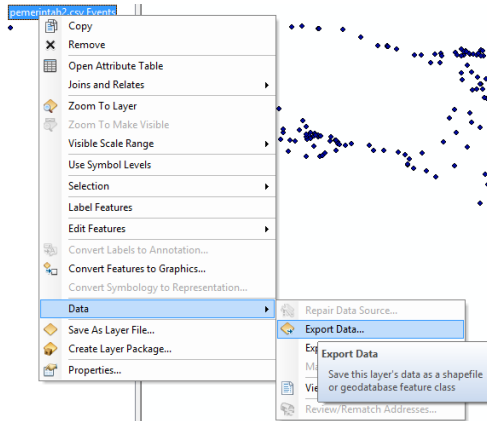 pemerintah2.csv Events
Copy
Remove
Open Attribute Table
Joins and Relates
Zoom To Layer
Zoom To Make Visible
Visible Scale Range
Use Symbol Levels
Selection
Label Features
Edit Features
Convert Labels to Annotation...
Convert Features to Graphics...
Convert Symbology to Representation...
Data
Save As Layer File...
Create Layer Package...
Properties...
Repair Data Source...
Export Data...
Export Data
Save this layer's data as a shapefile
or geodatabase feature class
Review/Rematch Addresses...